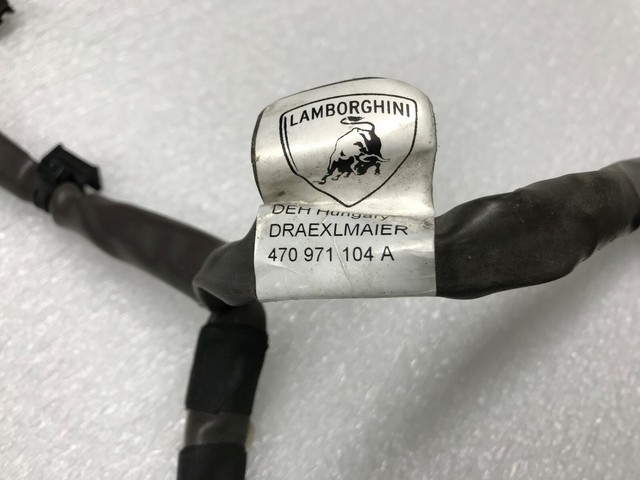 LAMBORGHINI
DEH Hungary
DRAEXLMAIER
470 971 104 A